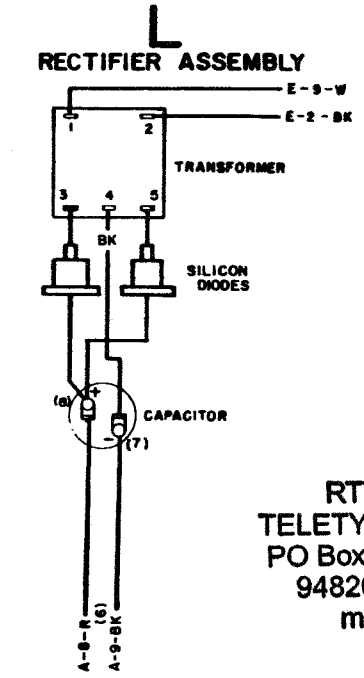 L
RECTIFIER ASSEMBLY
E-9-W
1
2
E-2-BK
TRANSFORMER
3
4
5
BK
SILICON
DIODES
+
CAPACITOR
-
(7)
RT
TELETY
PO Box
9482
m
(6)
A-8-R
A-9-BK